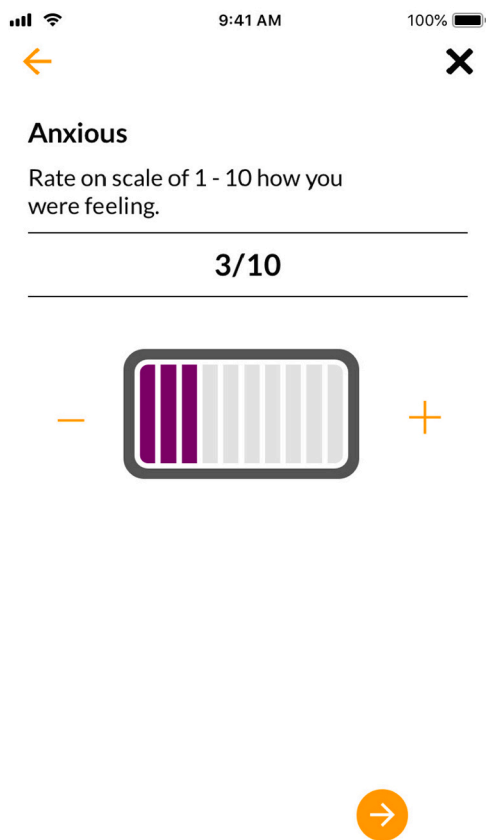 9:41 AM
100%
Anxious
Rate on scale of 1 - 10 how you
were feeling.
3/10